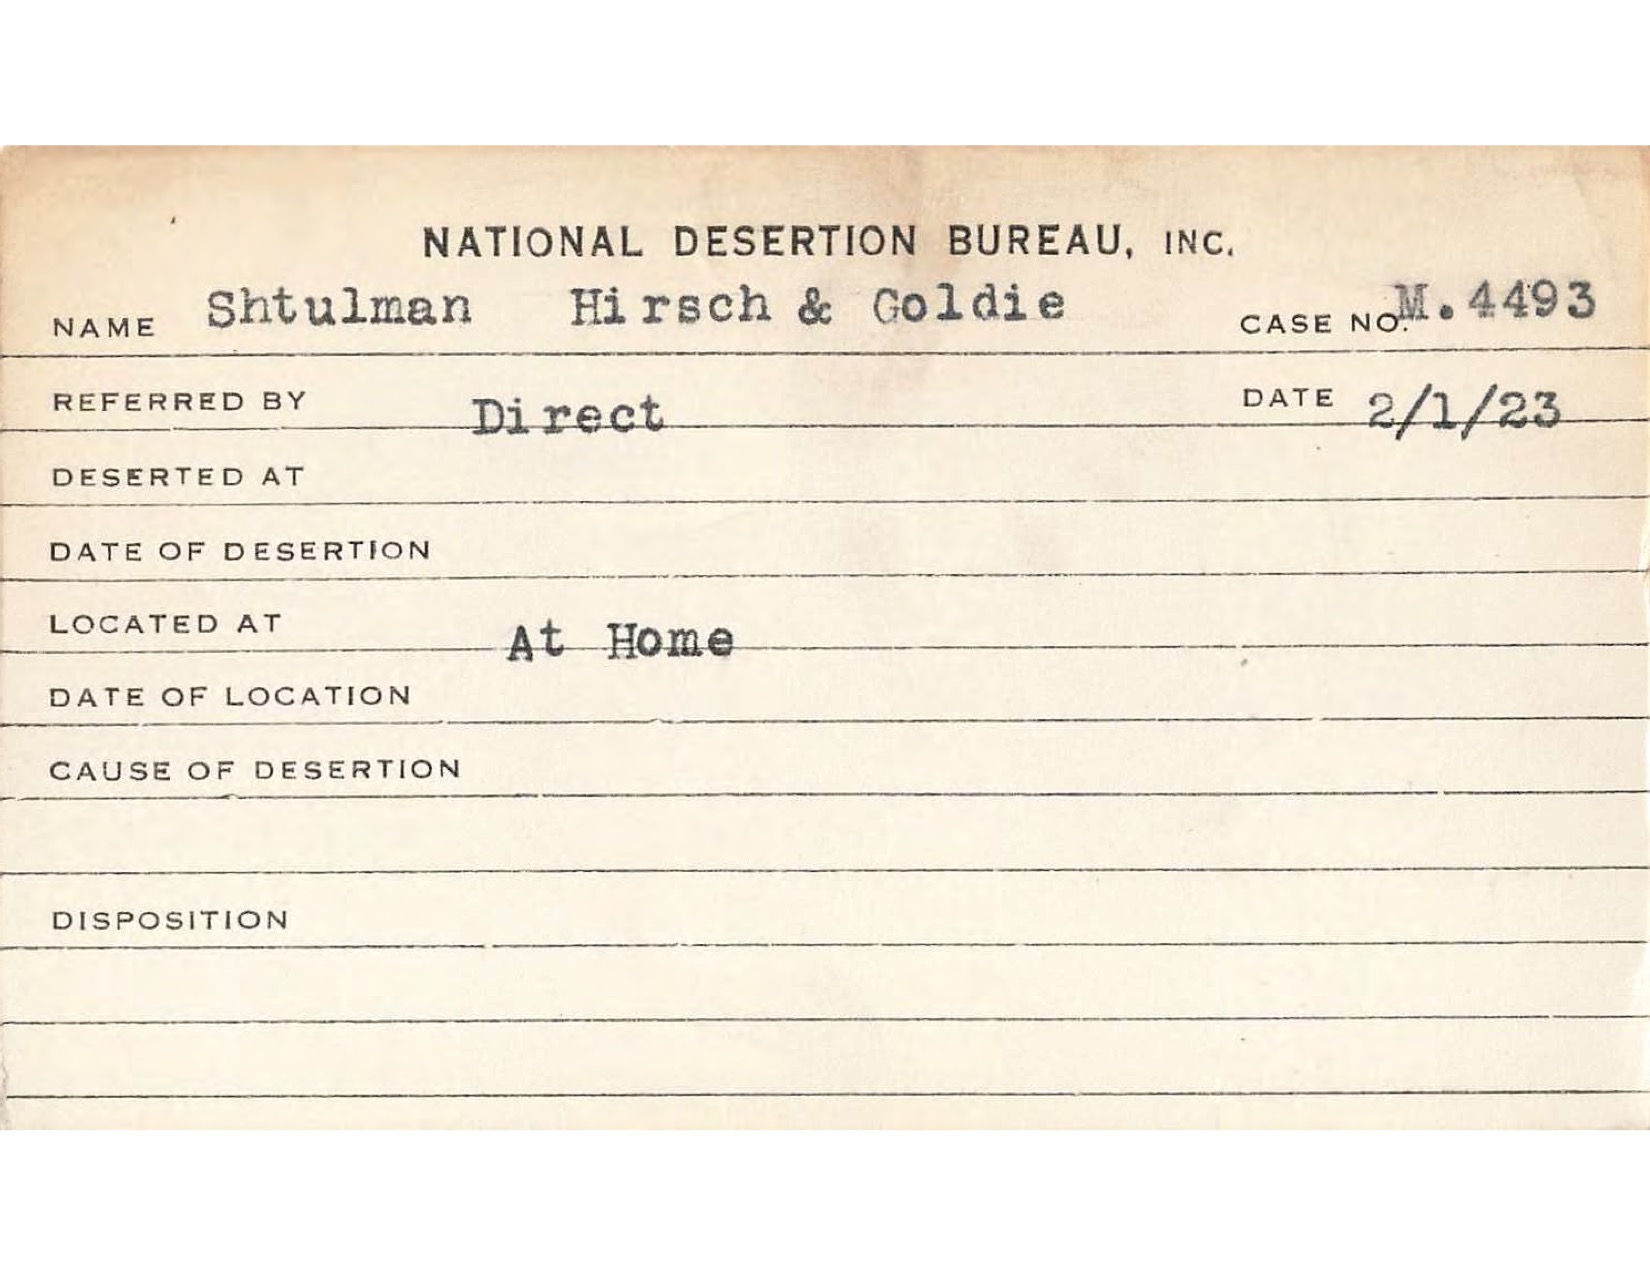 NATIONAL DESERTION BUREAU, INC.
NAME Shtulman Hirsch & Goldie CASE NO. M.4493
REFERRED BY Direct DATE 2/1/23
DESERTED AT
DATE OF DESERTION
LOCATED AT At Home
DATE OF LOCATION
CAUSE OF DESERTION
DISPOSITION